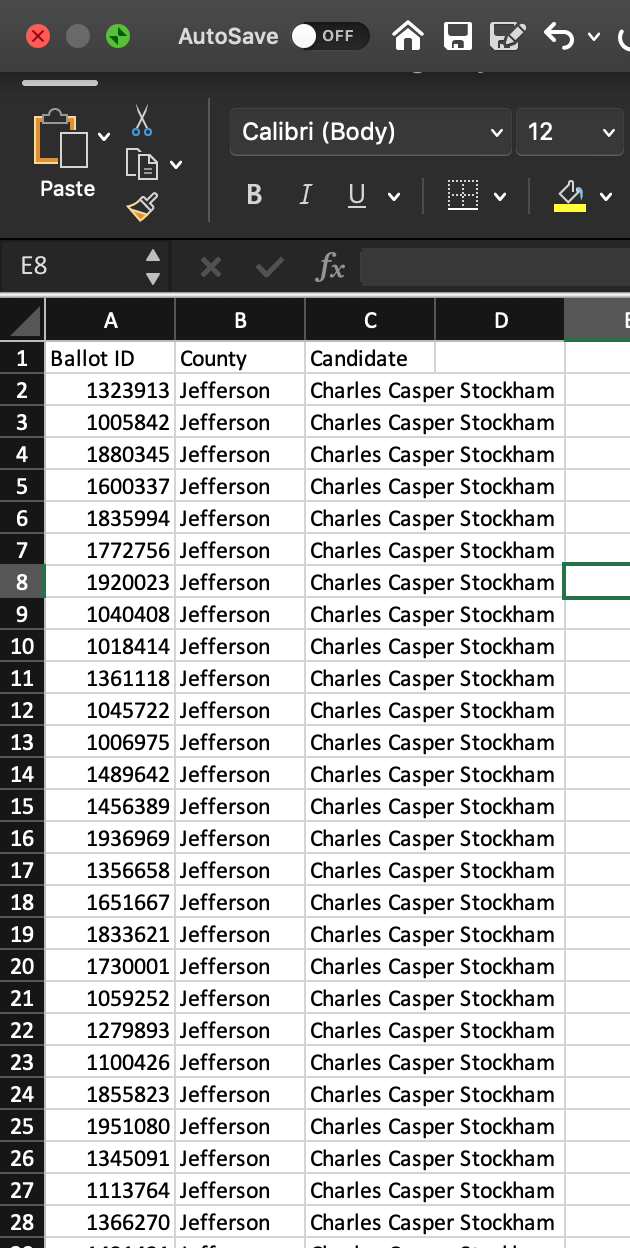 AutoSave OFF
Paste
Calibri (Body) 12
B I U
E8 fx
A B C D
1 Ballot ID County Candidate
2 1323913 Jefferson Charles Casper Stockham
3 1005842 Jefferson Charles Casper Stockham
4 1880345 Jefferson Charles Casper Stockham
5 1600337 Jefferson Charles Casper Stockham
6 1835994 Jefferson Charles Casper Stockham
7 1772756 Jefferson Charles Casper Stockham
8 1920023 Jefferson Charles Casper Stockham
9 1040408 Jefferson Charles Casper Stockham
10 1018414 Jefferson Charles Casper Stockham
11 1361118 Jefferson Charles Casper Stockham
12 1045722 Jefferson Charles Casper Stockham
13 1006975 Jefferson Charles Casper Stockham
14 1489642 Jefferson Charles Casper Stockham
15 1456389 Jefferson Charles Casper Stockham
16 1936969 Jefferson Charles Casper Stockham
17 1356658 Jefferson Charles Casper Stockham
18 1651667 Jefferson Charles Casper Stockham
19 1833621 Jefferson Charles Casper Stockham
20 1730001 Jefferson Charles Casper Stockham
21 1059252 Jefferson Charles Casper Stockham
22 1279893 Jefferson Charles Casper Stockham
23 1100426 Jefferson Charles Casper Stockham
24 1855823 Jefferson Charles Casper Stockham
25 1951080 Jefferson Charles Casper Stockham
26 1345091 Jefferson Charles Casper Stockham
27 1113764 Jefferson Charles Casper Stockham
28 1366270 Jefferson Charles Casper Stockham